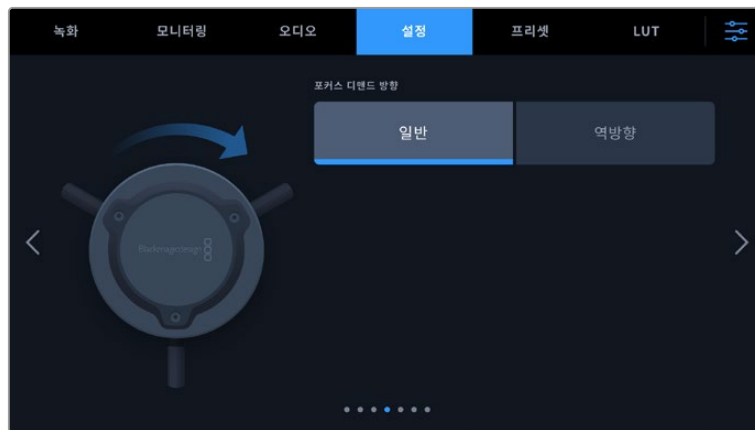 녹화 모니터링 오디오 설정 프리셋 LUT
포커스 디맨드 방향
일반 역방향
Blackmagicdesign